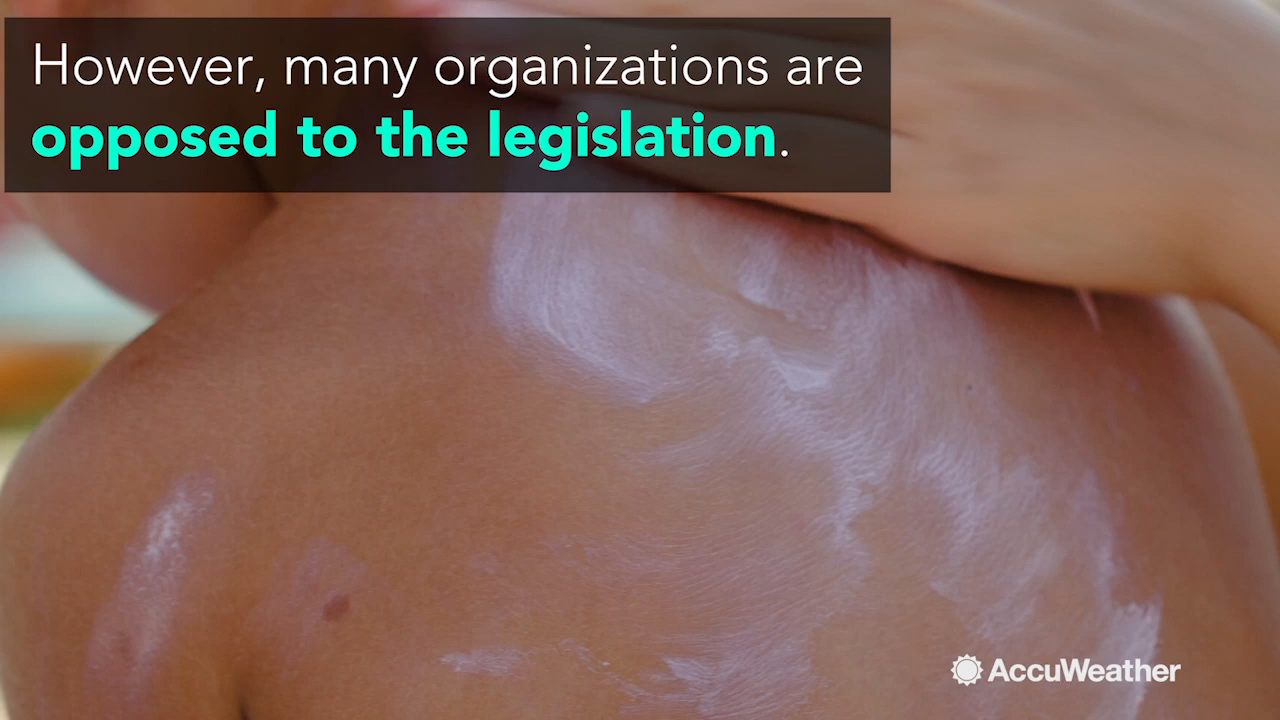 However, many organizations are
opposed to the legislation.
AccuWeather